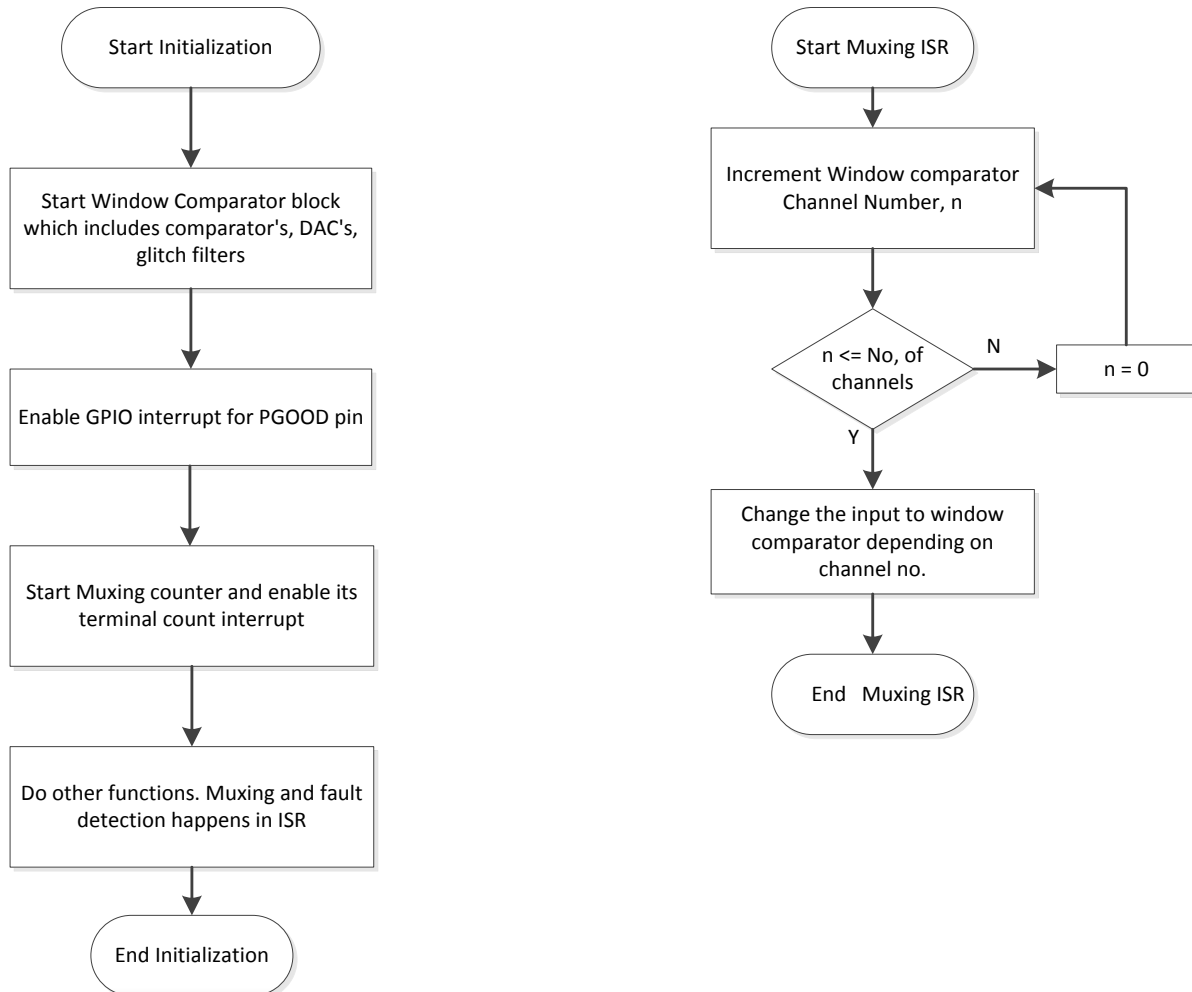 Start Initialization
Start Window Comparator block
which includes comparator's, DAC's,
glitch filters
Enable GPIO interrupt for PGOOD pin
Start Muxing counter and enable its
terminal count interrupt
Do other functions. Muxing and fault
detection happens in ISR
End Initialization
Start Muxing ISR
Increment Window comparator
Channel Number, n
n <= No, of
channels
N
n = 0
Y
Change the input to window
comparator depending on
channel no.
End Muxing ISR